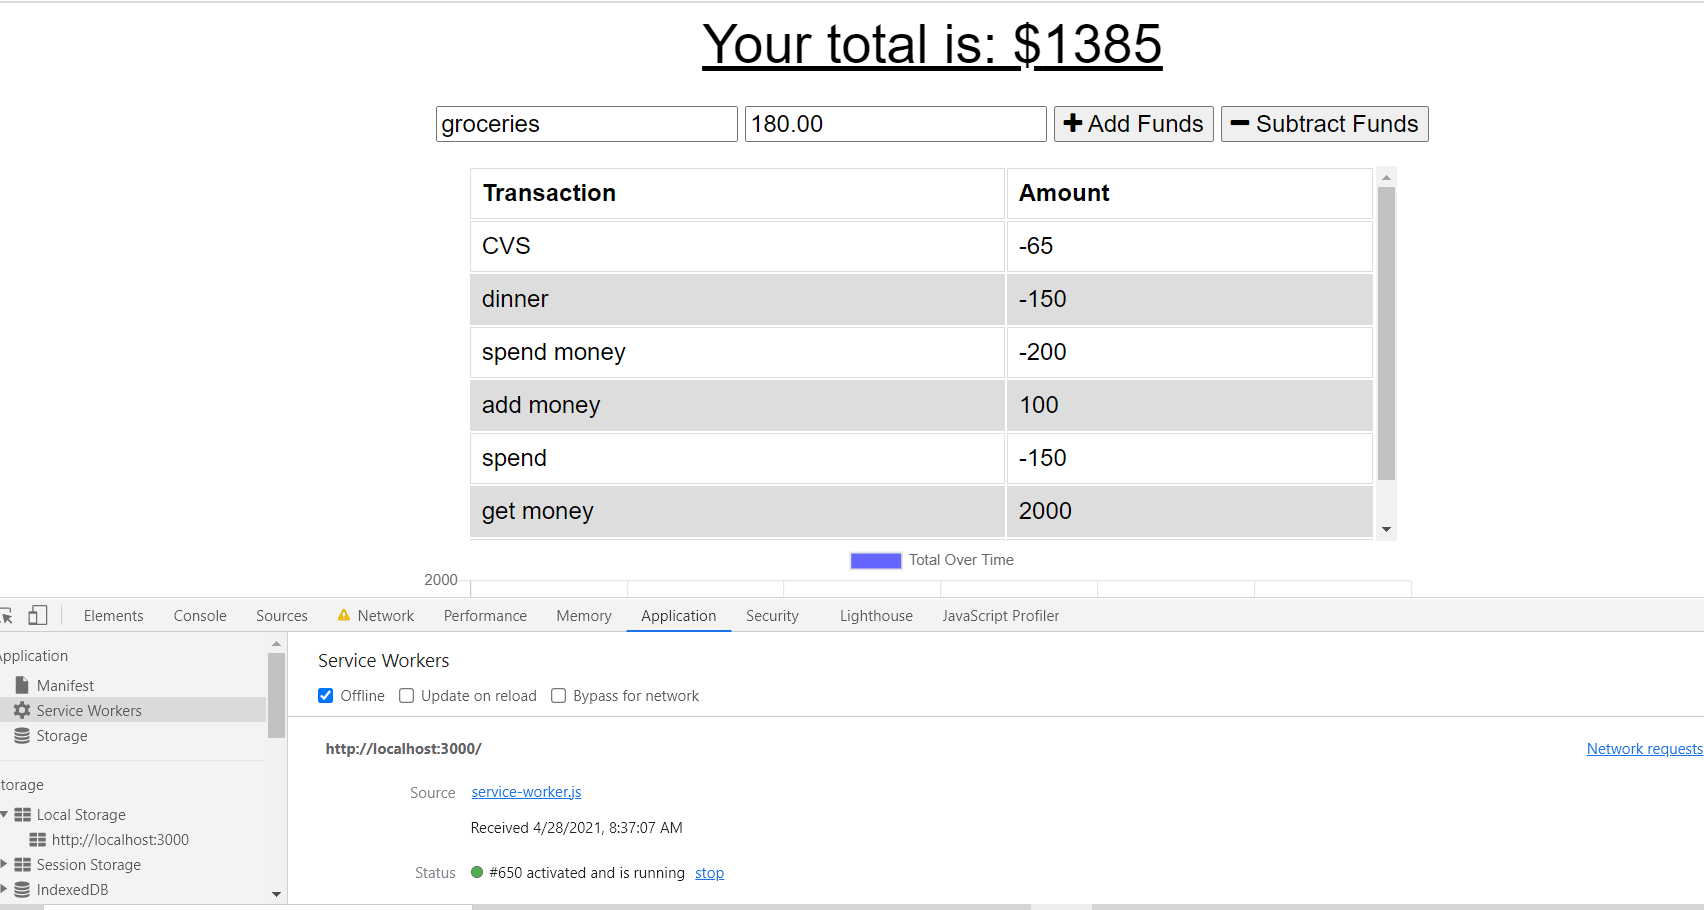 Your total is: $1385
groceries 180.00 Add Funds Subtract Funds
Transaction Amount
CVS -65
dinner -150
spend money -200
add money 100
spend -150
get money 2000
Total Over Time
2000
Elements Console Sources Network Performance Memory Application Security Lighthouse JavaScript Profiler
pplication
Manifest
Service Workers
Storage
torage
Local Storage
http://localhost:3000
Session Storage
IndexedDB
Service Workers
Offline Update on reload Bypass for network
http://localhost:3000/ Network requests
Source service-worker.js
Received 4/28/2021, 8:37:07 AM
Status #650 activated and is running stop